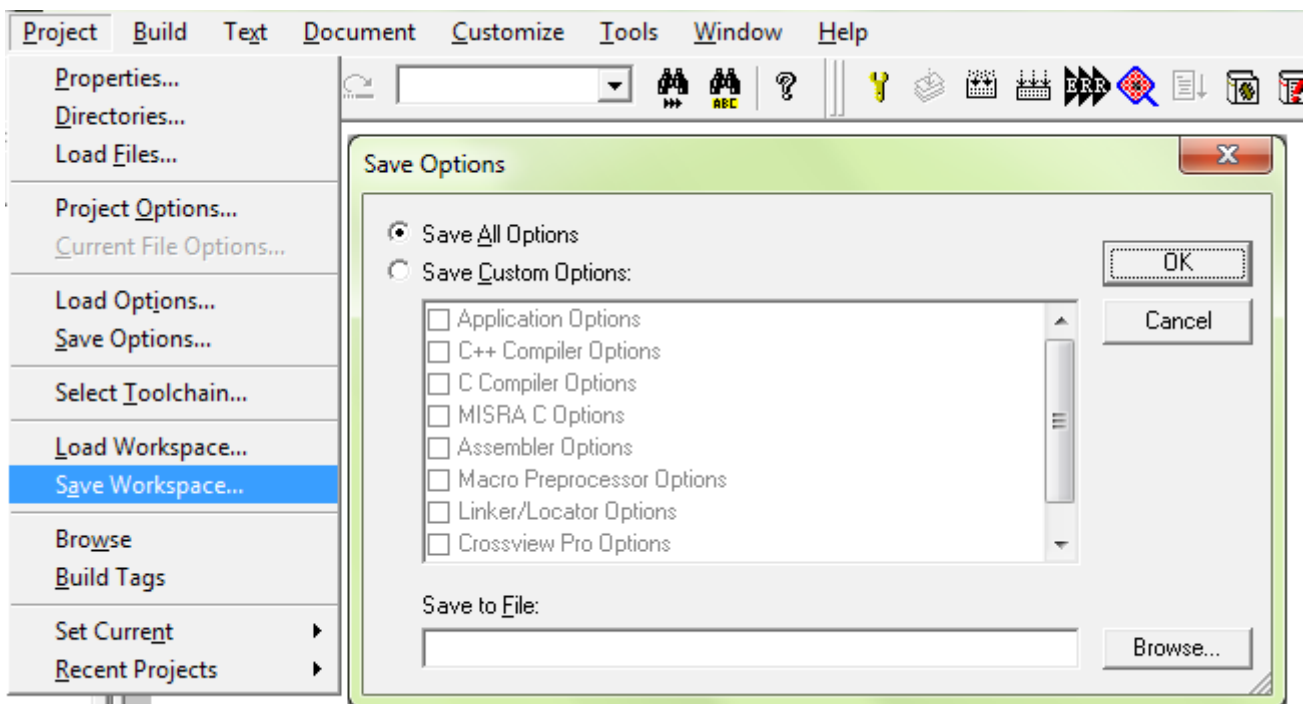 Project Build Text Document Customize Tools Window Help
Properties...
Directories...
Load Files...
Project Options...
Current File Options...
Load Options...
Save Options...
Select Toolchain...
Load Workspace...
Save Workspace...
Browse
Build Tags
Set Current
Recent Projects
ABC
ERR
Save Options
Save All Options
Save Custom Options:
Application Options
C++ Compiler Options
C Compiler Options
MISRA C Options
Assembler Options
Macro Preprocessor Options
Linker/Locator Options
Crossview Pro Options
OK
Cancel
Save to File:
Browse...